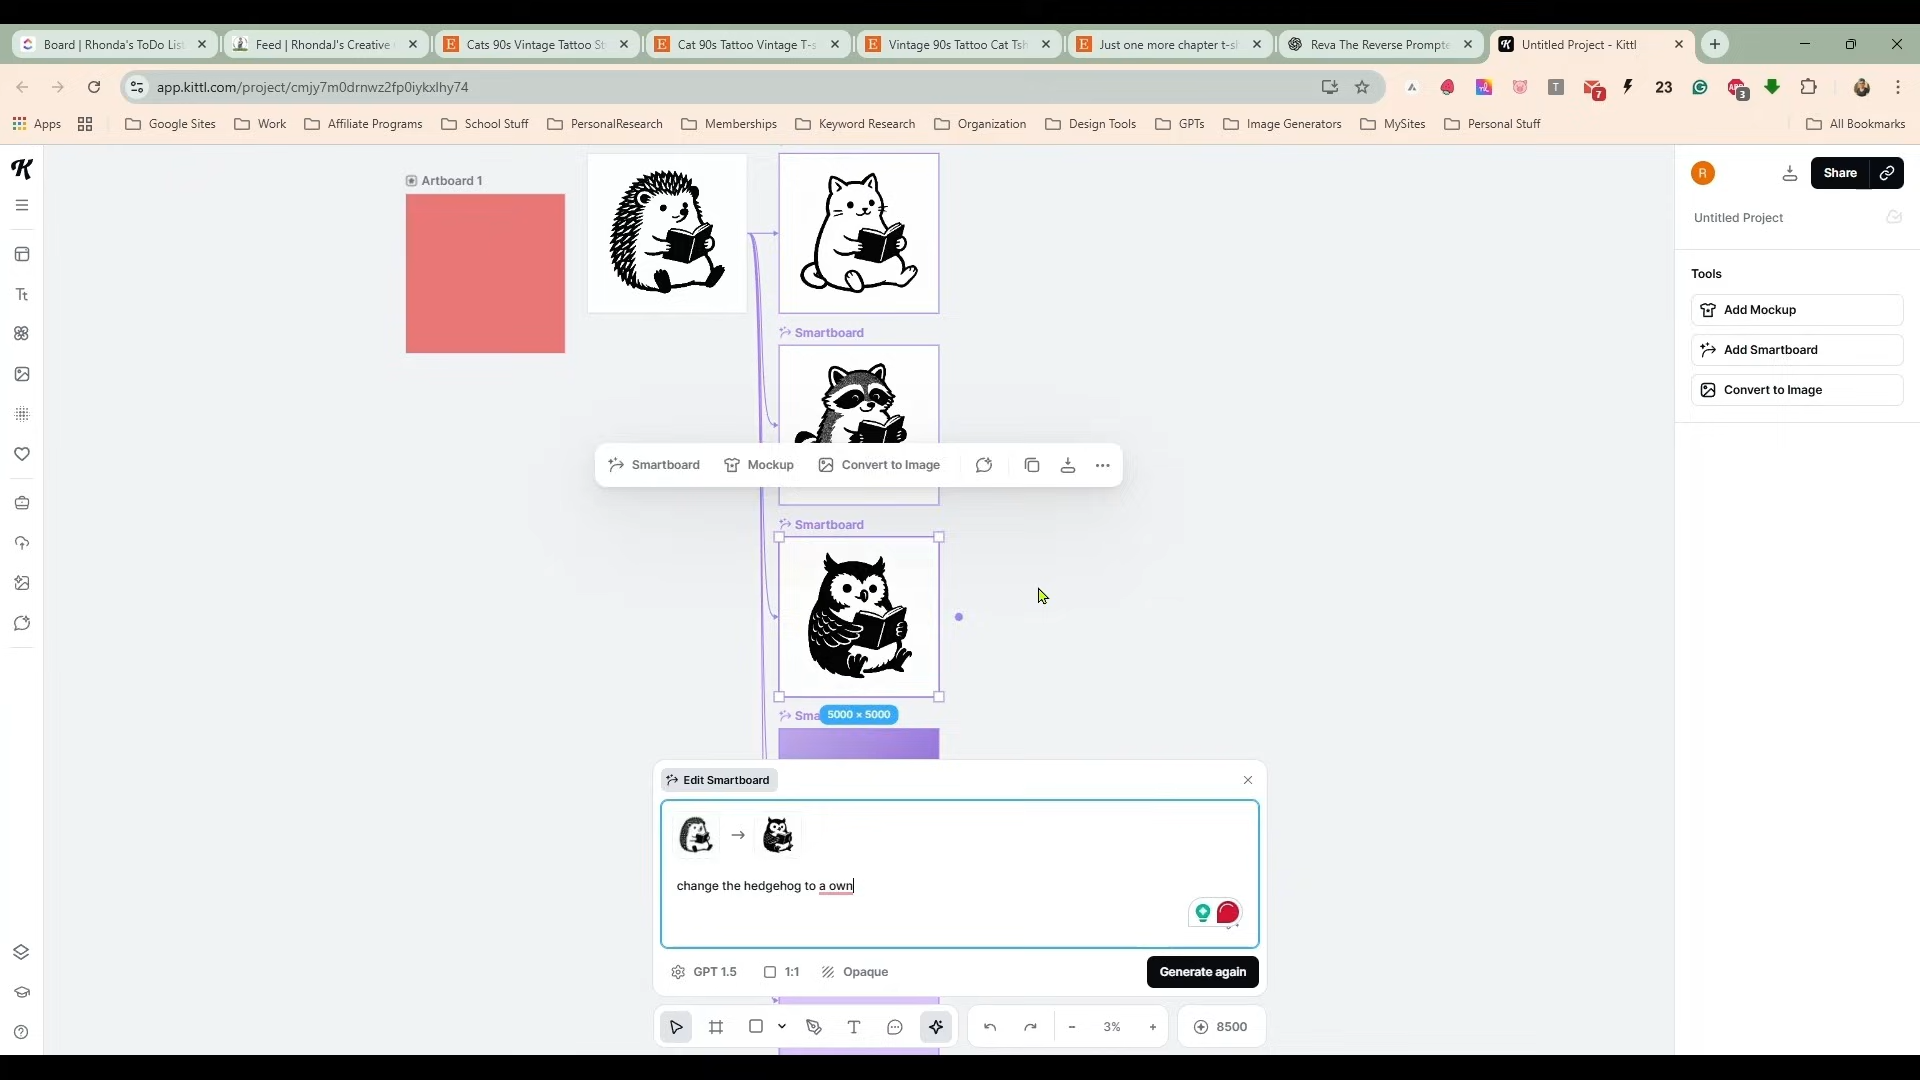 Board | Rhonda's ToDo List
Feed | RhondaJ's Creative
Cats 90s Vintage Tattoo St
Cat 90s Tattoo Vintage T-s
Vintage 90s Tattoo Cat Tsh
Just one more chapter t-sh
Reva The Reverse Prompte
Untitled Project - Kittl
app.kittl.com/project/cmjy7m0drnwz2fp0iykxlhy74
7
23
3
Apps
Google Sites
Work
Affiliate Programs
School Stuff
PersonalResearch
Memberships
Keyword Research
Organization
Design Tools
GPTs
Image Generators
MySites
Personal Stuff
All Bookmarks
R
Share
Artboard 1
Untitled Project
Tools
Add Mockup
Add Smartboard
Convert to Image
Smartboard
Smartboard
Mockup
Convert to Image
Smartboard
Sma
5000 × 5000
Edit Smartboard
change the hedgehog to a own
GPT 1.5
1:1
Opaque
Generate again
3%
8500